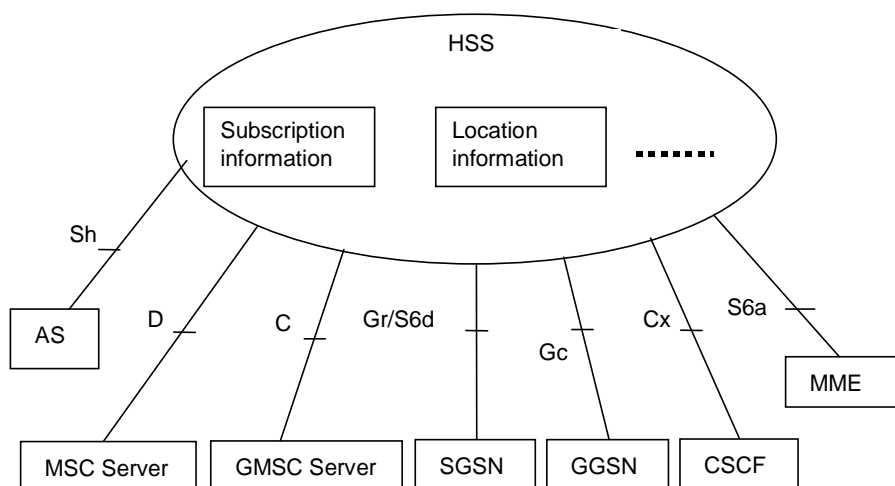 HSS
Subscription
information
Location
information
Sh
D
C
Gr/S6d
Gc
Cx
S6a
AS
MME
MSC Server
GMSC Server
SGSN
GGSN
CSCF